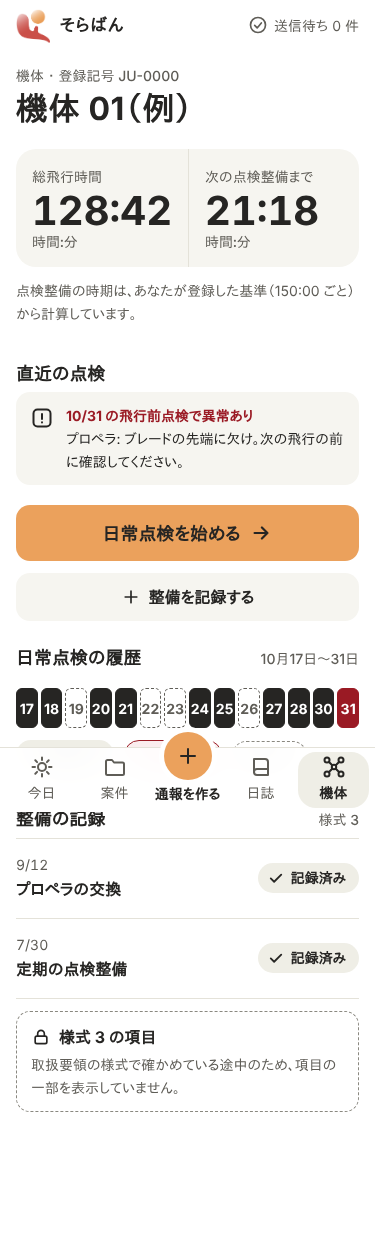 そらばん
送信待ち 0 件
機体・登録記号 JU-0000
機体 01（例）
総飛行時間
128:42
時間:分
次の点検整備まで
21:18
時間:分
点検整備の時期は、あなたが登録した基準（150:00 ごと）
から計算しています。
直近の点検
10/31 の飛行前点検で異常あり
プロペラ: ブレードの先端に欠け。次の飛行の前
に確認してください。
日常点検を始める
整備を記録する
日常点検の履歴
10月17日〜31日
17 18 19 20 21 22 23 24 25 26 27 28 30 31
今日
案件
通報を作る
日誌
機体
整備の記録
様式 3
9/12
プロペラの交換
記録済み
7/30
定期の点検整備
記録済み
様式 3 の項目
取扱要領の様式で確かめている途中のため、項目の
一部を表示していません。